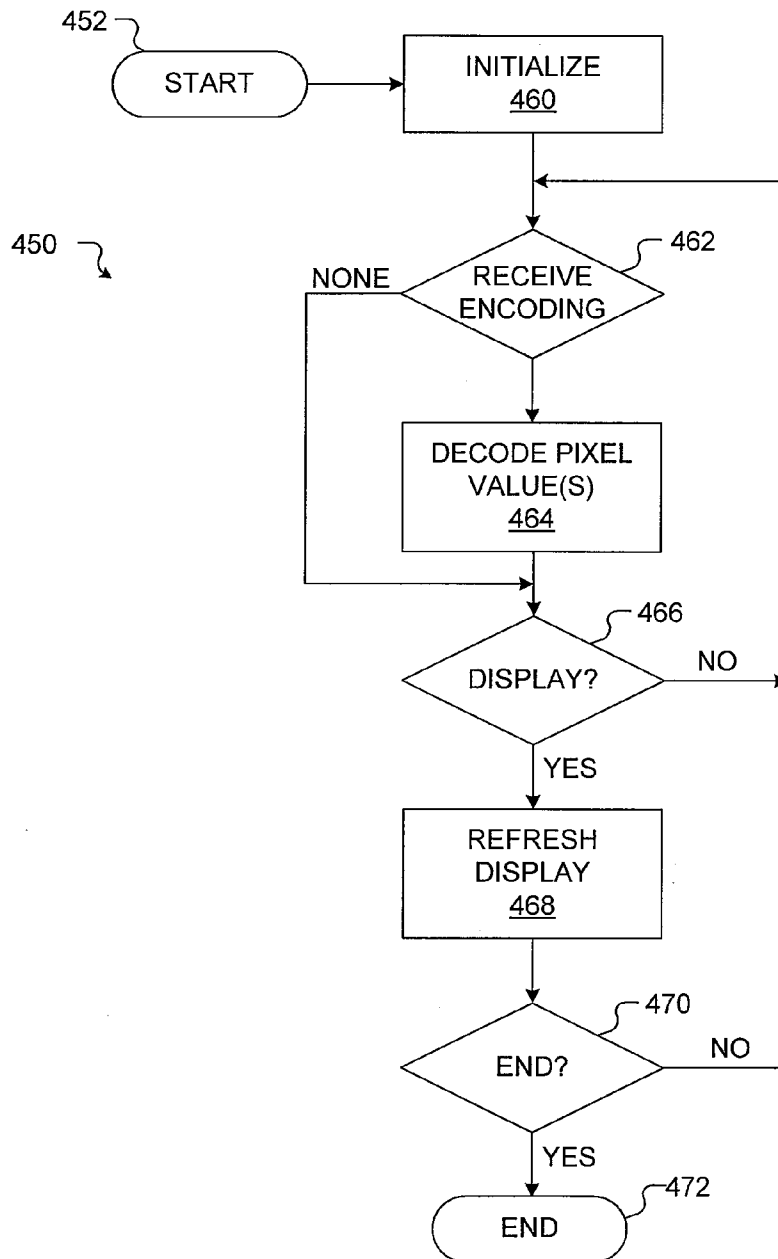 452
START
INITIALIZE
460
450
462
NONE
RECEIVE
ENCODING
DECODE PIXEL
VALUE(S)
464
466
DISPLAY?
NO
YES
REFRESH
DISPLAY
468
470
END?
NO
YES
END
472